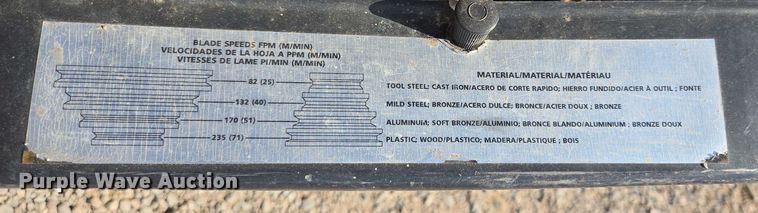 BLADE SPEEDS FPM (M/MIN)
VELOCIDADES DE LA HOJA A PPM (M/MIN)
VITESSES DE LAME PI/MIN (M/MIN)
MATERIAL/MATERIAL/MATÉRIAU
82 (25)
TOOL STEEL; CAST IRON/ACERO DE CORTE RAPIDO; HIERRO FUNDIDO/ACIER À OUTIL ; FONTE
132 (40)
MILD STEEL; BRONZE/ACERO DULCE; BRONCE/ACIER DOUX ; BRONZE
170 (51)
ALUMINUM; SOFT BRONZE/ALUMINIO; BRONCE BLANDO/ALUMINIUM ; BRONZE DOUX
235 (71)
PLASTIC; WOOD/PLASTICO; MADERA/PLASTIQUE ; BOIS
Purple Wave Auction